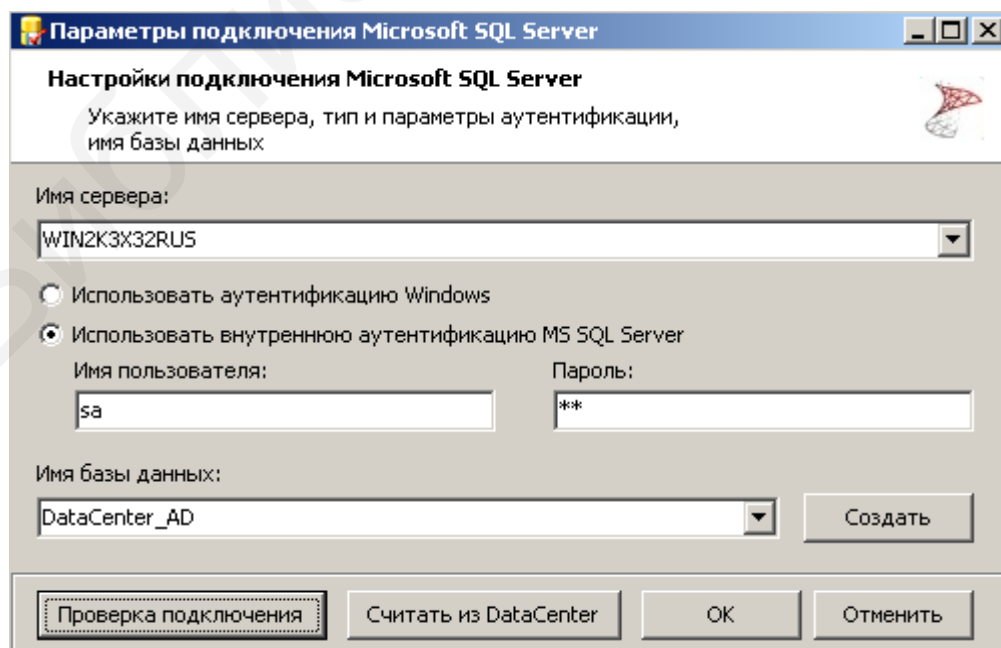 Параметры подключения Microsoft SQL Server
Настройки подключения Microsoft SQL Server
Укажите имя сервера, тип и параметры аутентификации,
имя базы данных
Имя сервера:
WIN2K3X32RUS
Использовать аутентификацию Windows
Использовать внутреннюю аутентификацию MS SQL Server
Имя пользователя: Пароль:
sa **
Имя базы данных:
DataCenter_AD Создать
Проверка подключения Считать из DataCenter OK Отменить